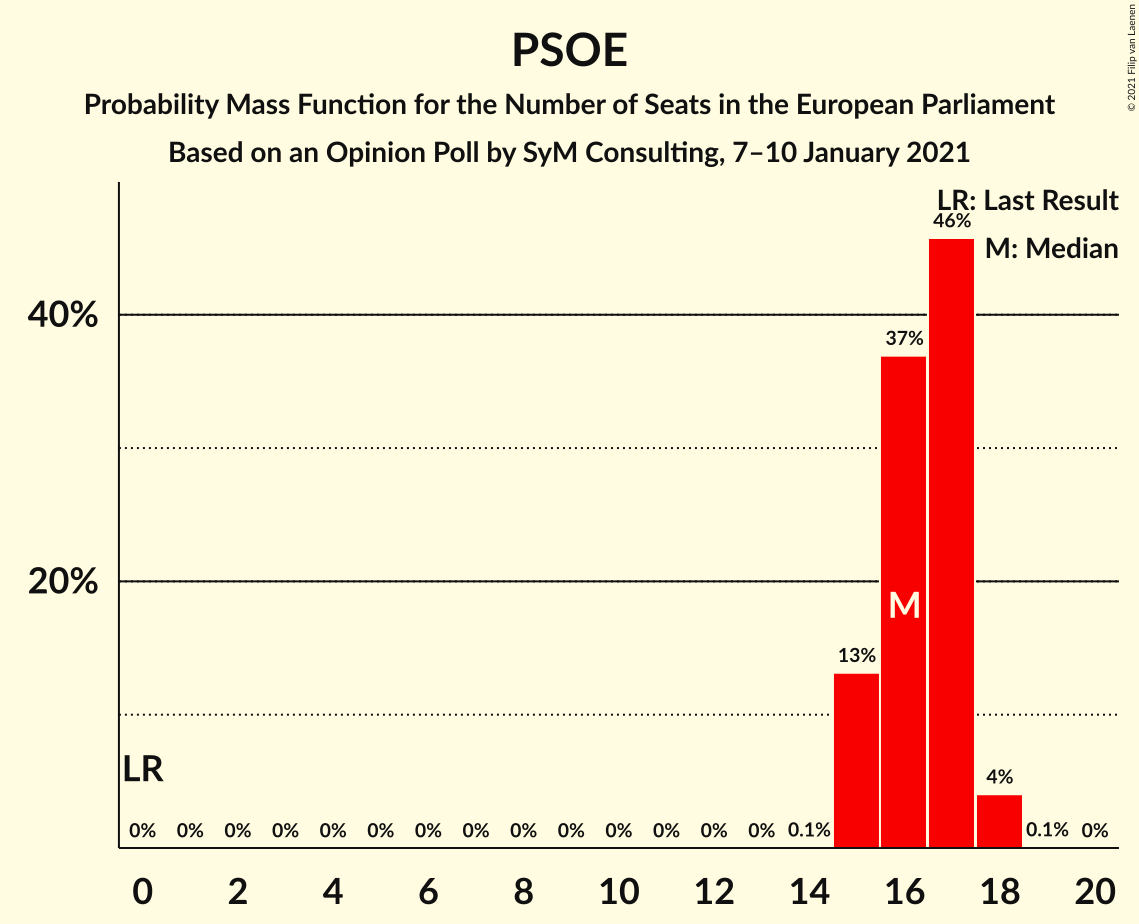 PSOE
Probability Mass Function for the Number of Seats in the European Parliament
Based on an Opinion Poll by SyM Consulting, 7–10 January 2021
© 2021 Filip van Laenen
LR: Last Result
M: Median
46%
40%
37%
20%
M
13%
LR
4%
0% 0% 0% 0% 0% 0% 0% 0% 0% 0% 0% 0% 0% 0% 0.1% 0.1% 0%
0 2 4 6 8 10 12 14 16 18 20